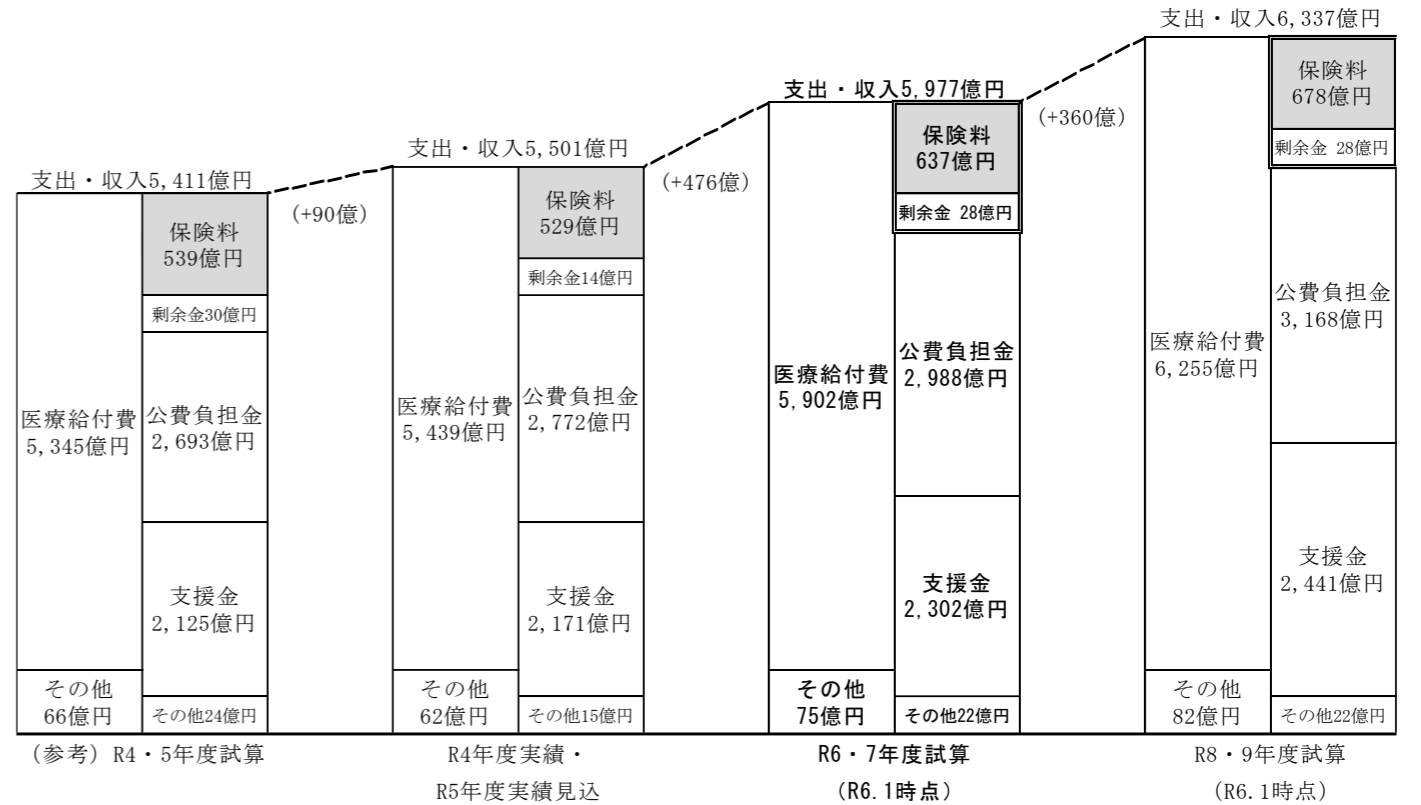 支出・収入5,411億円
医療給付費
5,345億円
その他
66億円
保険料
539億円
剰余金30億円
公費負担金
2,693億円
支援金
2,125億円
その他24億円
(参考) R4・5年度試算
(+90億)
支出・収入5,501億円
医療給付費
5,439億円
その他
62億円
保険料
529億円
剰余金14億円
公費負担金
2,772億円
支援金
2,171億円
その他15億円
R4年度実績・
R5年度実績見込
(+476億)
支出・収入5,977億円
医療給付費
5,902億円
その他
75億円
保険料
637億円
剰余金 28億円
公費負担金
2,988億円
支援金
2,302億円
その他22億円
R6・7年度試算
(R6.1時点)
(+360億)
支出・収入6,337億円
医療給付費
6,255億円
その他
82億円
保険料
678億円
剰余金 28億円
公費負担金
3,168億円
支援金
2,441億円
その他22億円
R8・9年度試算
(R6.1時点)